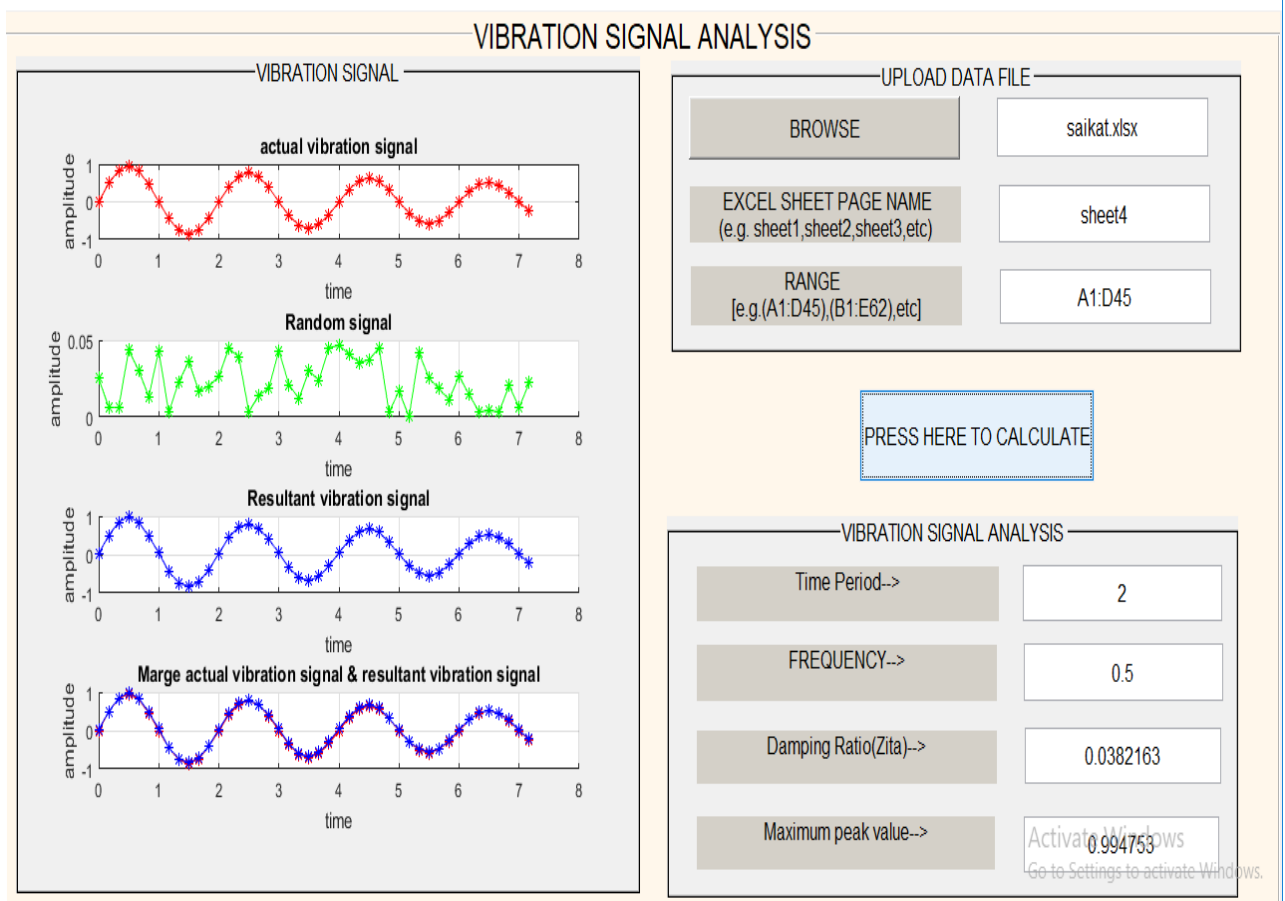 VIBRATION SIGNAL ANALYSIS
VIBRATION SIGNAL
actual vibration signal
amplitude
1
0
-1
0 1 2 3 4 5 6 7 8
time
Random signal
amplitude
0.05
0
0 1 2 3 4 5 6 7 8
time
Resultant vibration signal
amplitude
1
0
-1
0 1 2 3 4 5 6 7 8
time
Marge actual vibration signal & resultant vibration signal
amplitude
1
0
-1
0 1 2 3 4 5 6 7 8
time
UPLOAD DATA FILE
BROWSE
saikat.xlsx
EXCEL SHEET PAGE NAME
(e.g. sheet1,sheet2,sheet3,etc)
sheet4
RANGE
[e.g.(A1:D45),(B1:E62),etc]
A1:D45
PRESS HERE TO CALCULATE
VIBRATION SIGNAL ANALYSIS
Time Period-->
2
FREQUENCY-->
0.5
Damping Ratio(Zita)-->
0.0382163
Maximum peak value-->
0.994753
Activate Windows
Go to Settings to activate Windows.